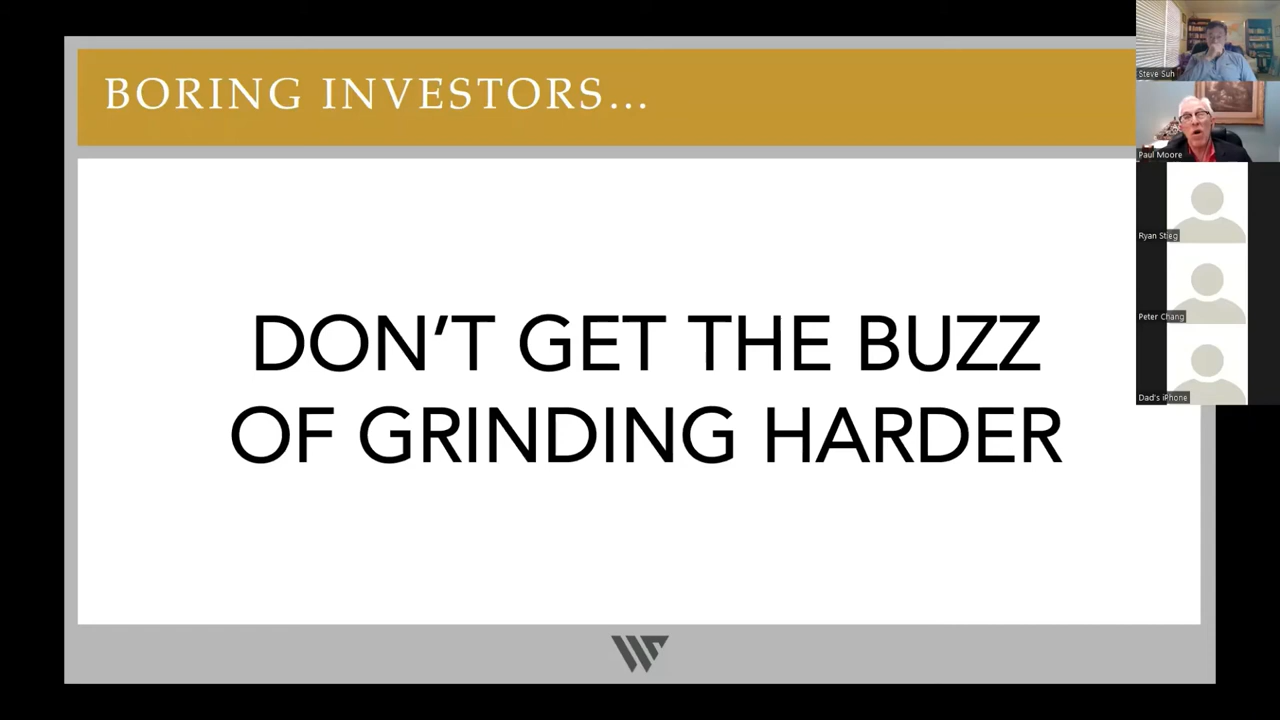 BORING INVESTORS...
DON'T GET THE BUZZ
OF GRINDING HARDER
Steve Suh
Paul Moore
Ryan Stieg
Peter Chang
Dad's iPhone